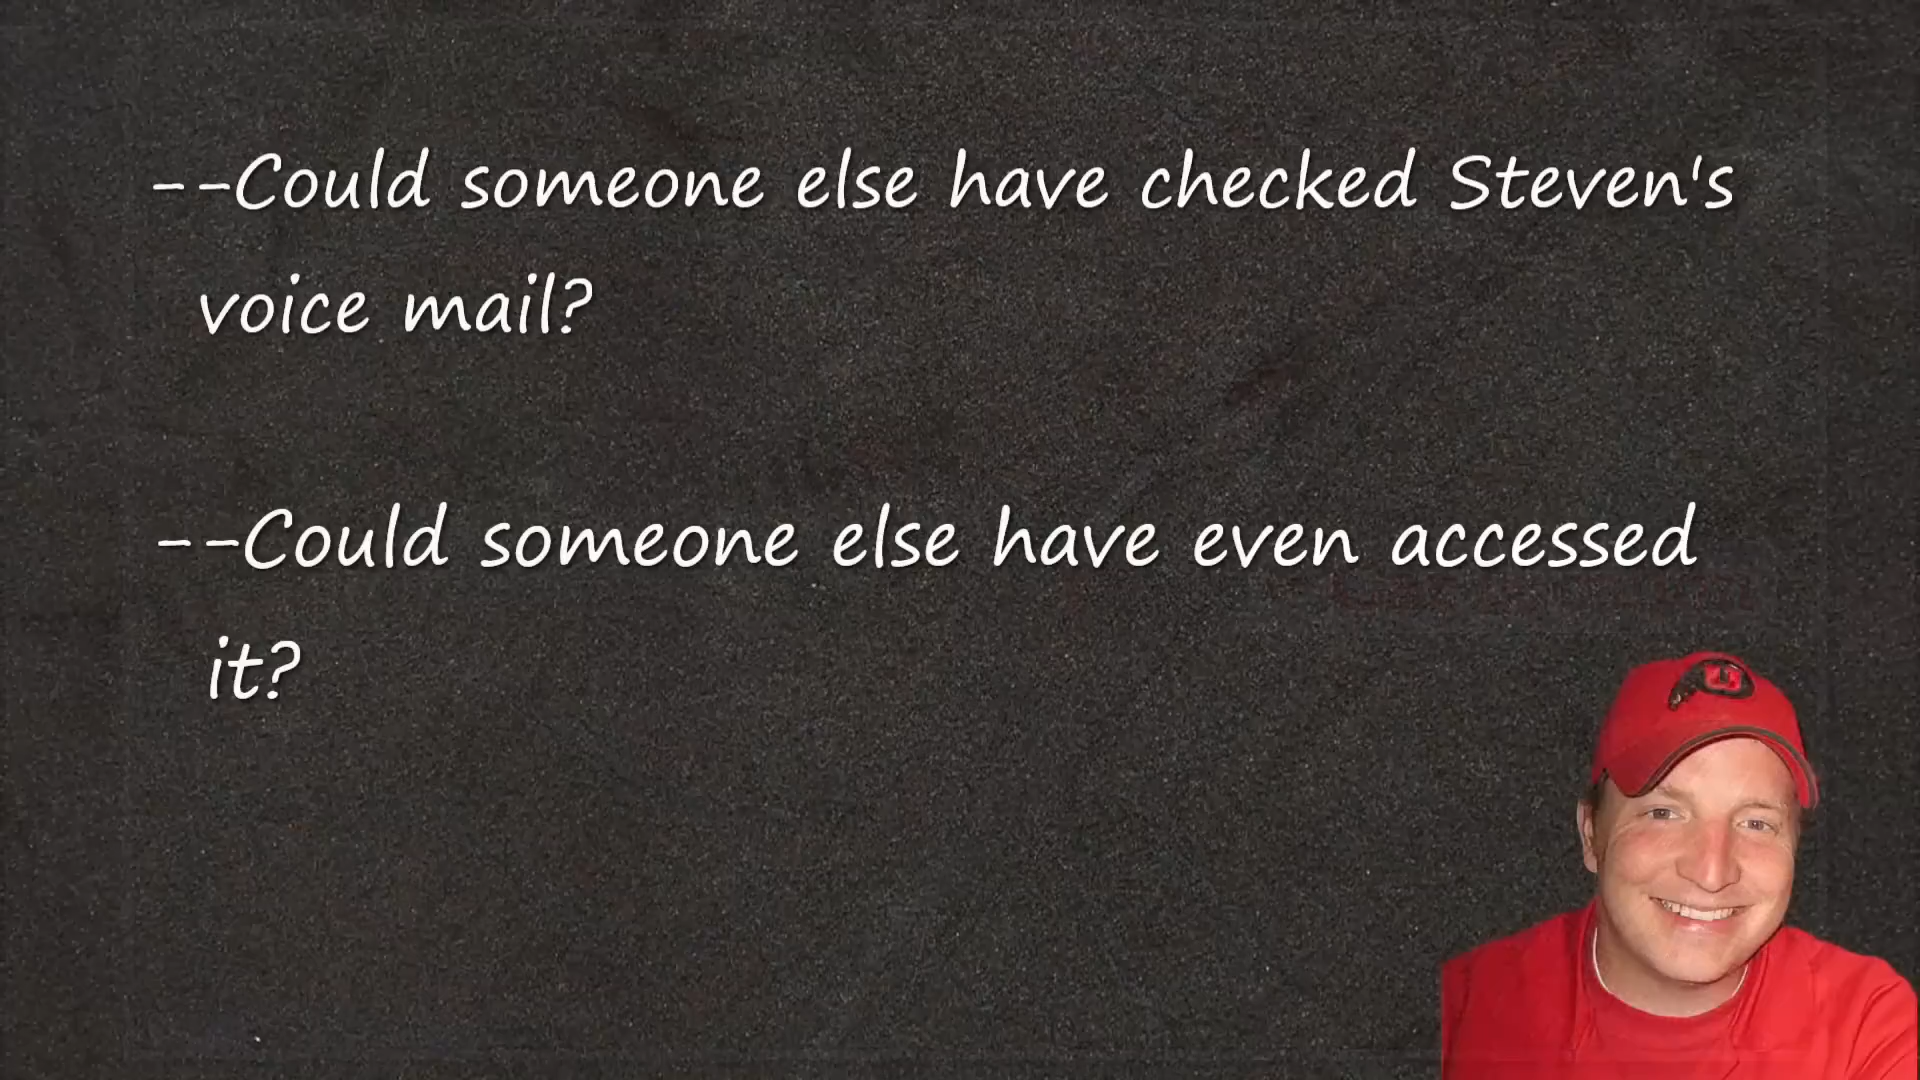 --Could someone else have checked Steven's
voice mail?
--Could someone else have even accessed
it?
U